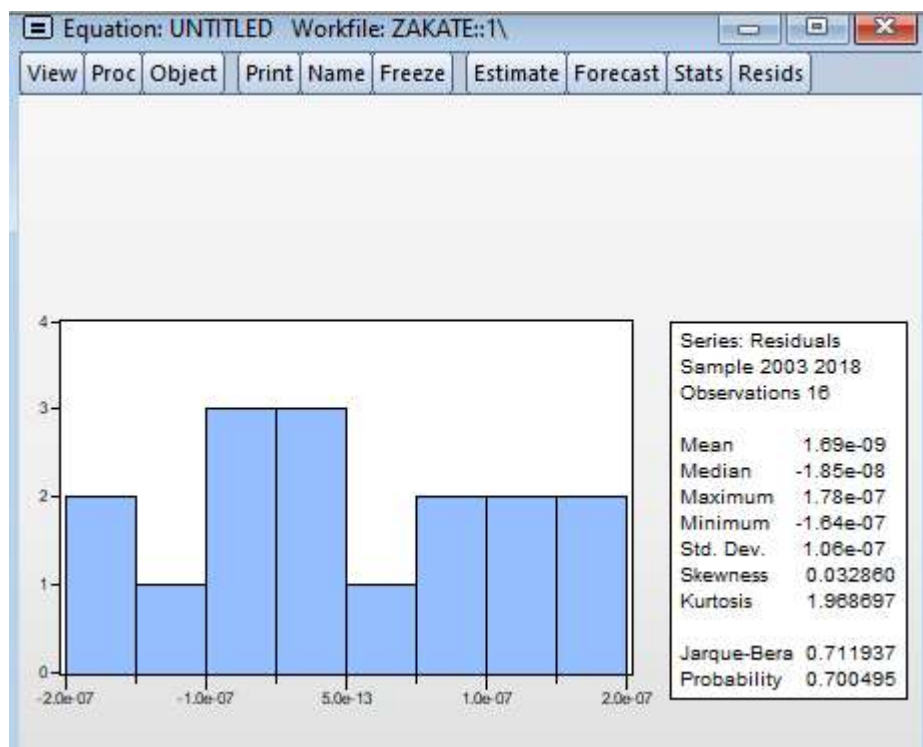 Equation: UNTITLED Workfile: ZAKATE::1\
View Proc Object Print Name Freeze Estimate Forecast Stats Resids
4
3
2
1
0
-2.0e-07 -1.0e-07 5.0e-13 1.0e-07 2.0e-07
Series: Residuals
Sample 2003 2018
Observations 16
Mean 1.69e-09
Median -1.85e-08
Maximum 1.78e-07
Minimum -1.64e-07
Std. Dev. 1.06e-07
Skewness 0.032860
Kurtosis 1.968697
Jarque-Bera 0.711937
Probability 0.700495